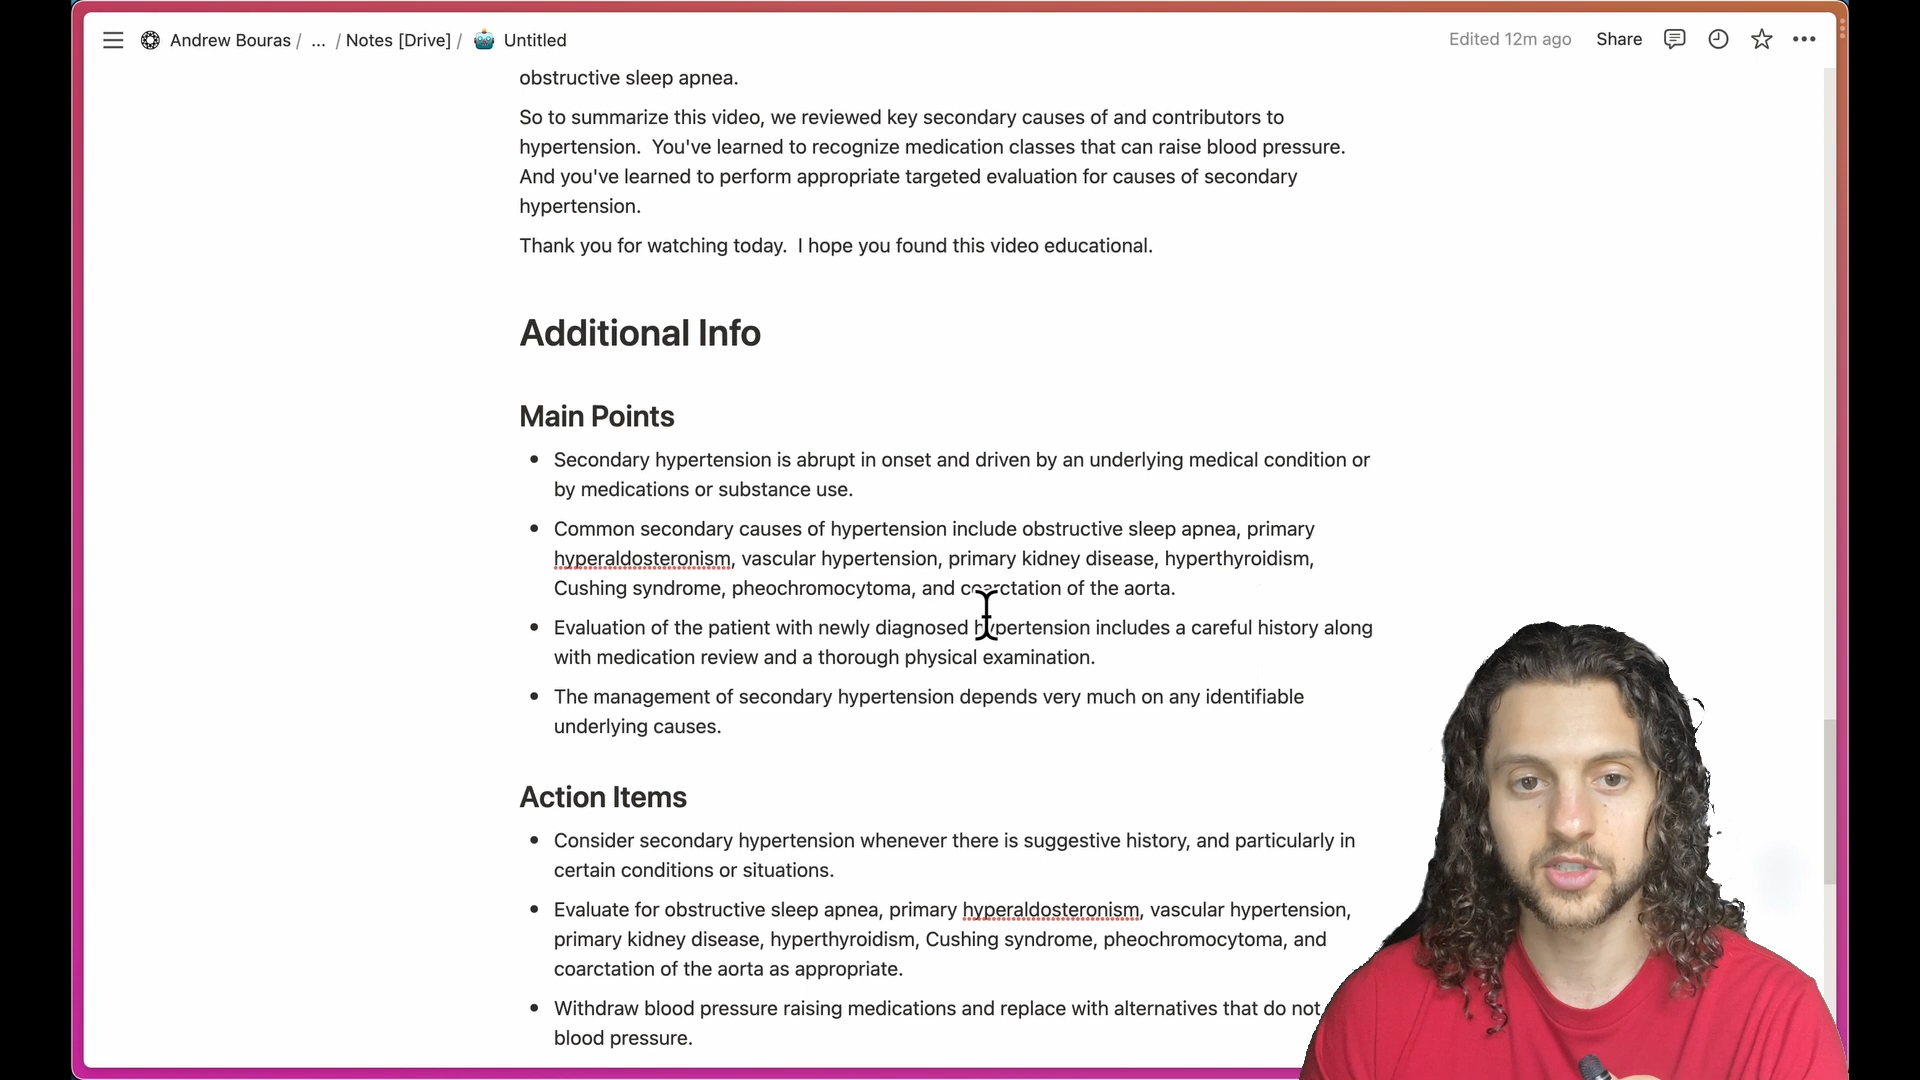 Andrew Bouras / ... / Notes [Drive] / Untitled
Edited 12m ago Share
obstructive sleep apnea.
So to summarize this video, we reviewed key secondary causes of and contributors to
hypertension.  You've learned to recognize medication classes that can raise blood pressure.
And you've learned to perform appropriate targeted evaluation for causes of secondary
hypertension.
Thank you for watching today.  I hope you found this video educational.
Additional Info
Main Points
• Secondary hypertension is abrupt in onset and driven by an underlying medical condition or
by medications or substance use.
• Common secondary causes of hypertension include obstructive sleep apnea, primary
hyperaldosteronism, vascular hypertension, primary kidney disease, hyperthyroidism,
Cushing syndrome, pheochromocytoma, and coarctation of the aorta.
• Evaluation of the patient with newly diagnosed hypertension includes a careful history along
with medication review and a thorough physical examination.
• The management of secondary hypertension depends very much on any identifiable
underlying causes.
Action Items
• Consider secondary hypertension whenever there is suggestive history, and particularly in
certain conditions or situations.
• Evaluate for obstructive sleep apnea, primary hyperaldosteronism, vascular hypertension,
primary kidney disease, hyperthyroidism, Cushing syndrome, pheochromocytoma, and
coarctation of the aorta as appropriate.
• Withdraw blood pressure raising medications and replace with alternatives that do not
blood pressure.